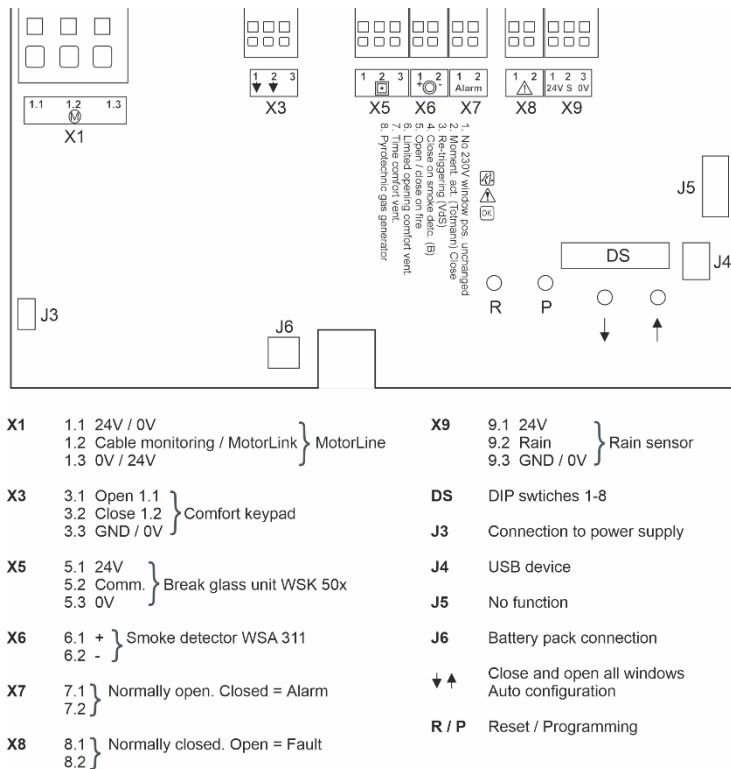 1.1 1.2 1.3
M
X1
1 2 3
X3
1 2 3
X5
1 2
+ -
X6
1 2
Alarm
X7
1 2
X8
1 2 3
24V S 0V
X9
1. No 230V window pos. unchanged
2. Moment. act. (Totmann) Close
3. Re-triggering (VdS)
4. Close on smoke detc. (B)
5. Open / close on fire
6. Limited opening comfort vent.
7. Time comfort vent.
8. Pyrotechnic gas generator
OK
J5
DS
J4
R
P
J3
J6
X1 1.1 24V / 0V
1.2 Cable monitoring / MotorLink } MotorLine
1.3 0V / 24V
X3 3.1 Open 1.1
3.2 Close 1.2 } Comfort keypad
3.3 GND / 0V
X5 5.1 24V
5.2 Comm. } Break glass unit WSK 50x
5.3 0V
X6 6.1 + } Smoke detector WSA 311
6.2 -
X7 7.1 } Normally open. Closed = Alarm
7.2
X8 8.1 } Normally closed. Open = Fault
8.2
X9 9.1 24V
9.2 Rain } Rain sensor
9.3 GND / 0V
DS DIP swtiches 1-8
J3 Connection to power supply
J4 USB device
J5 No function
J6 Battery pack connection
Close and open all windows
Auto configuration
R / P Reset / Programming